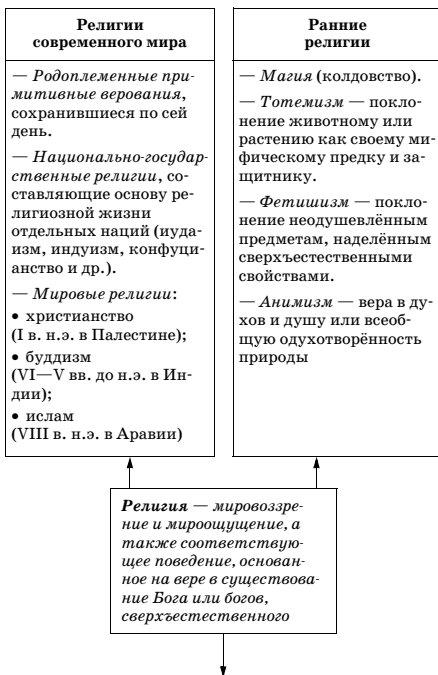 Религии
современного мира
— Родоплеменные при-
митивные верования,
сохранившиеся по сей
день.
— Национально-государ-
ственные религии, со-
ставляющие основу ре-
лигиозной жизни
отдельных наций (иуда-
изм, индуизм, конфуци-
анство и др.).
— Мировые религии:
• христианство
(I в. н.э. в Палестине);
• буддизм
(VI—V вв. до н.э. в Ин-
дии);
• ислам
(VIII в. н.э. в Аравии)
Ранние
религии
— Магия (колдовство).
— Тотемизм — покло-
нение животному или
растению как своему ми-
фическому предку и за-
щитнику.
— Фетишизм — покло-
нение неодушевлённым
предметам, наделённым
сверхъестественными
свойствами.
— Анимизм — вера в ду-
хов и душу или всеоб-
щую одухотворённость
природы
Религия — мировоззре-
ние и мироощущение, а
также соответствую-
щее поведение, основан-
ное на вере в существова-
ние Бога или богов,
сверхъестественного